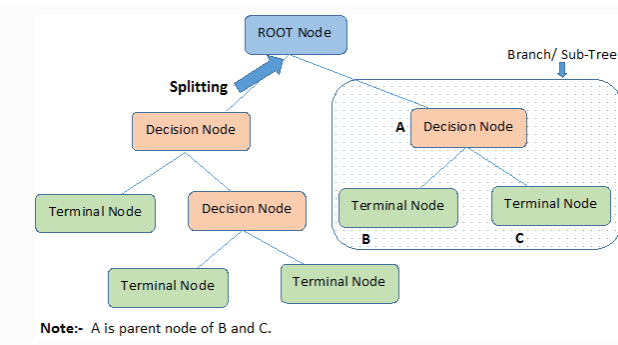 ROOT Node
Branch/ Sub-Tree
Splitting
Decision Node
A Decision Node
Terminal Node
Decision Node
Terminal Node
Terminal Node
B
C
Terminal Node
Terminal Node
Note:- A is parent node of B and C.